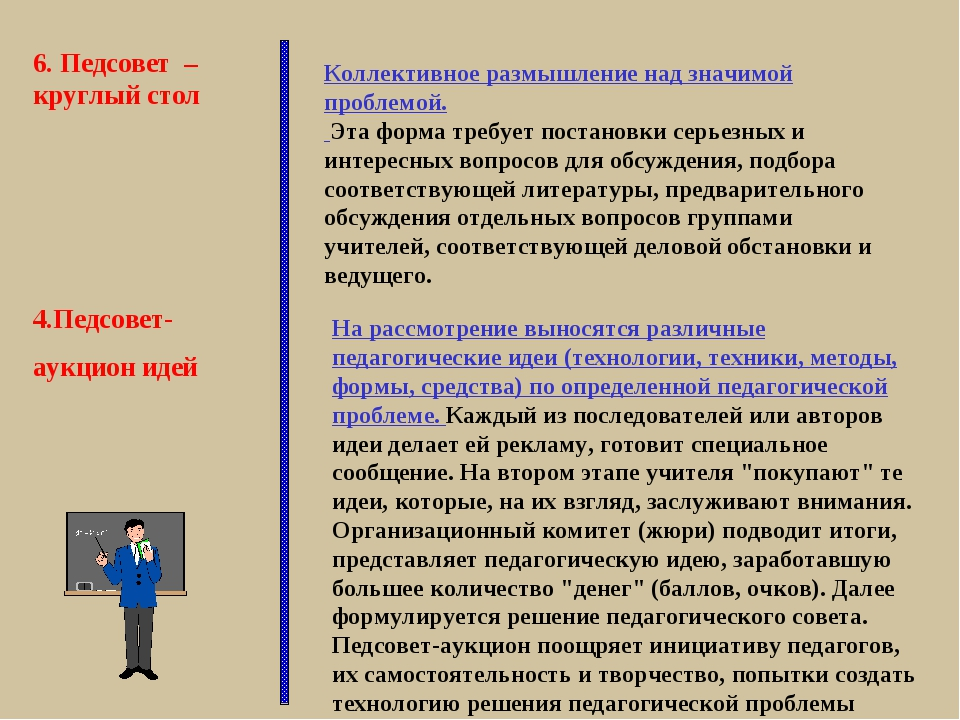 6. Педсовет –
круглый стол
Коллективное размышление над значимой
проблемой.
Эта форма требует постановки серьезных и
интересных вопросов для обсуждения, подбора
соответствующей литературы, предварительного
обсуждения отдельных вопросов группами
учителей, соответствующей деловой обстановки и
ведущего.
4.Педсовет-
аукцион идей
На рассмотрение выносятся различные
педагогические идеи (технологии, техники, методы,
формы, средства) по определенной педагогической
проблеме. Каждый из последователей или авторов
идеи делает ей рекламу, готовит специальное
сообщение. На втором этапе учителя "покупают" те
идеи, которые, на их взгляд, заслуживают внимания.
Организационный комитет (жюри) подводит итоги,
представляет педагогическую идею, заработавшую
большее количество "денег" (баллов, очков). Далее
формулируется решение педагогического совета.
Педсовет-аукцион поощряет инициативу педагогов,
их самостоятельность и творчество, попытки создать
технологию решения педагогической проблемы